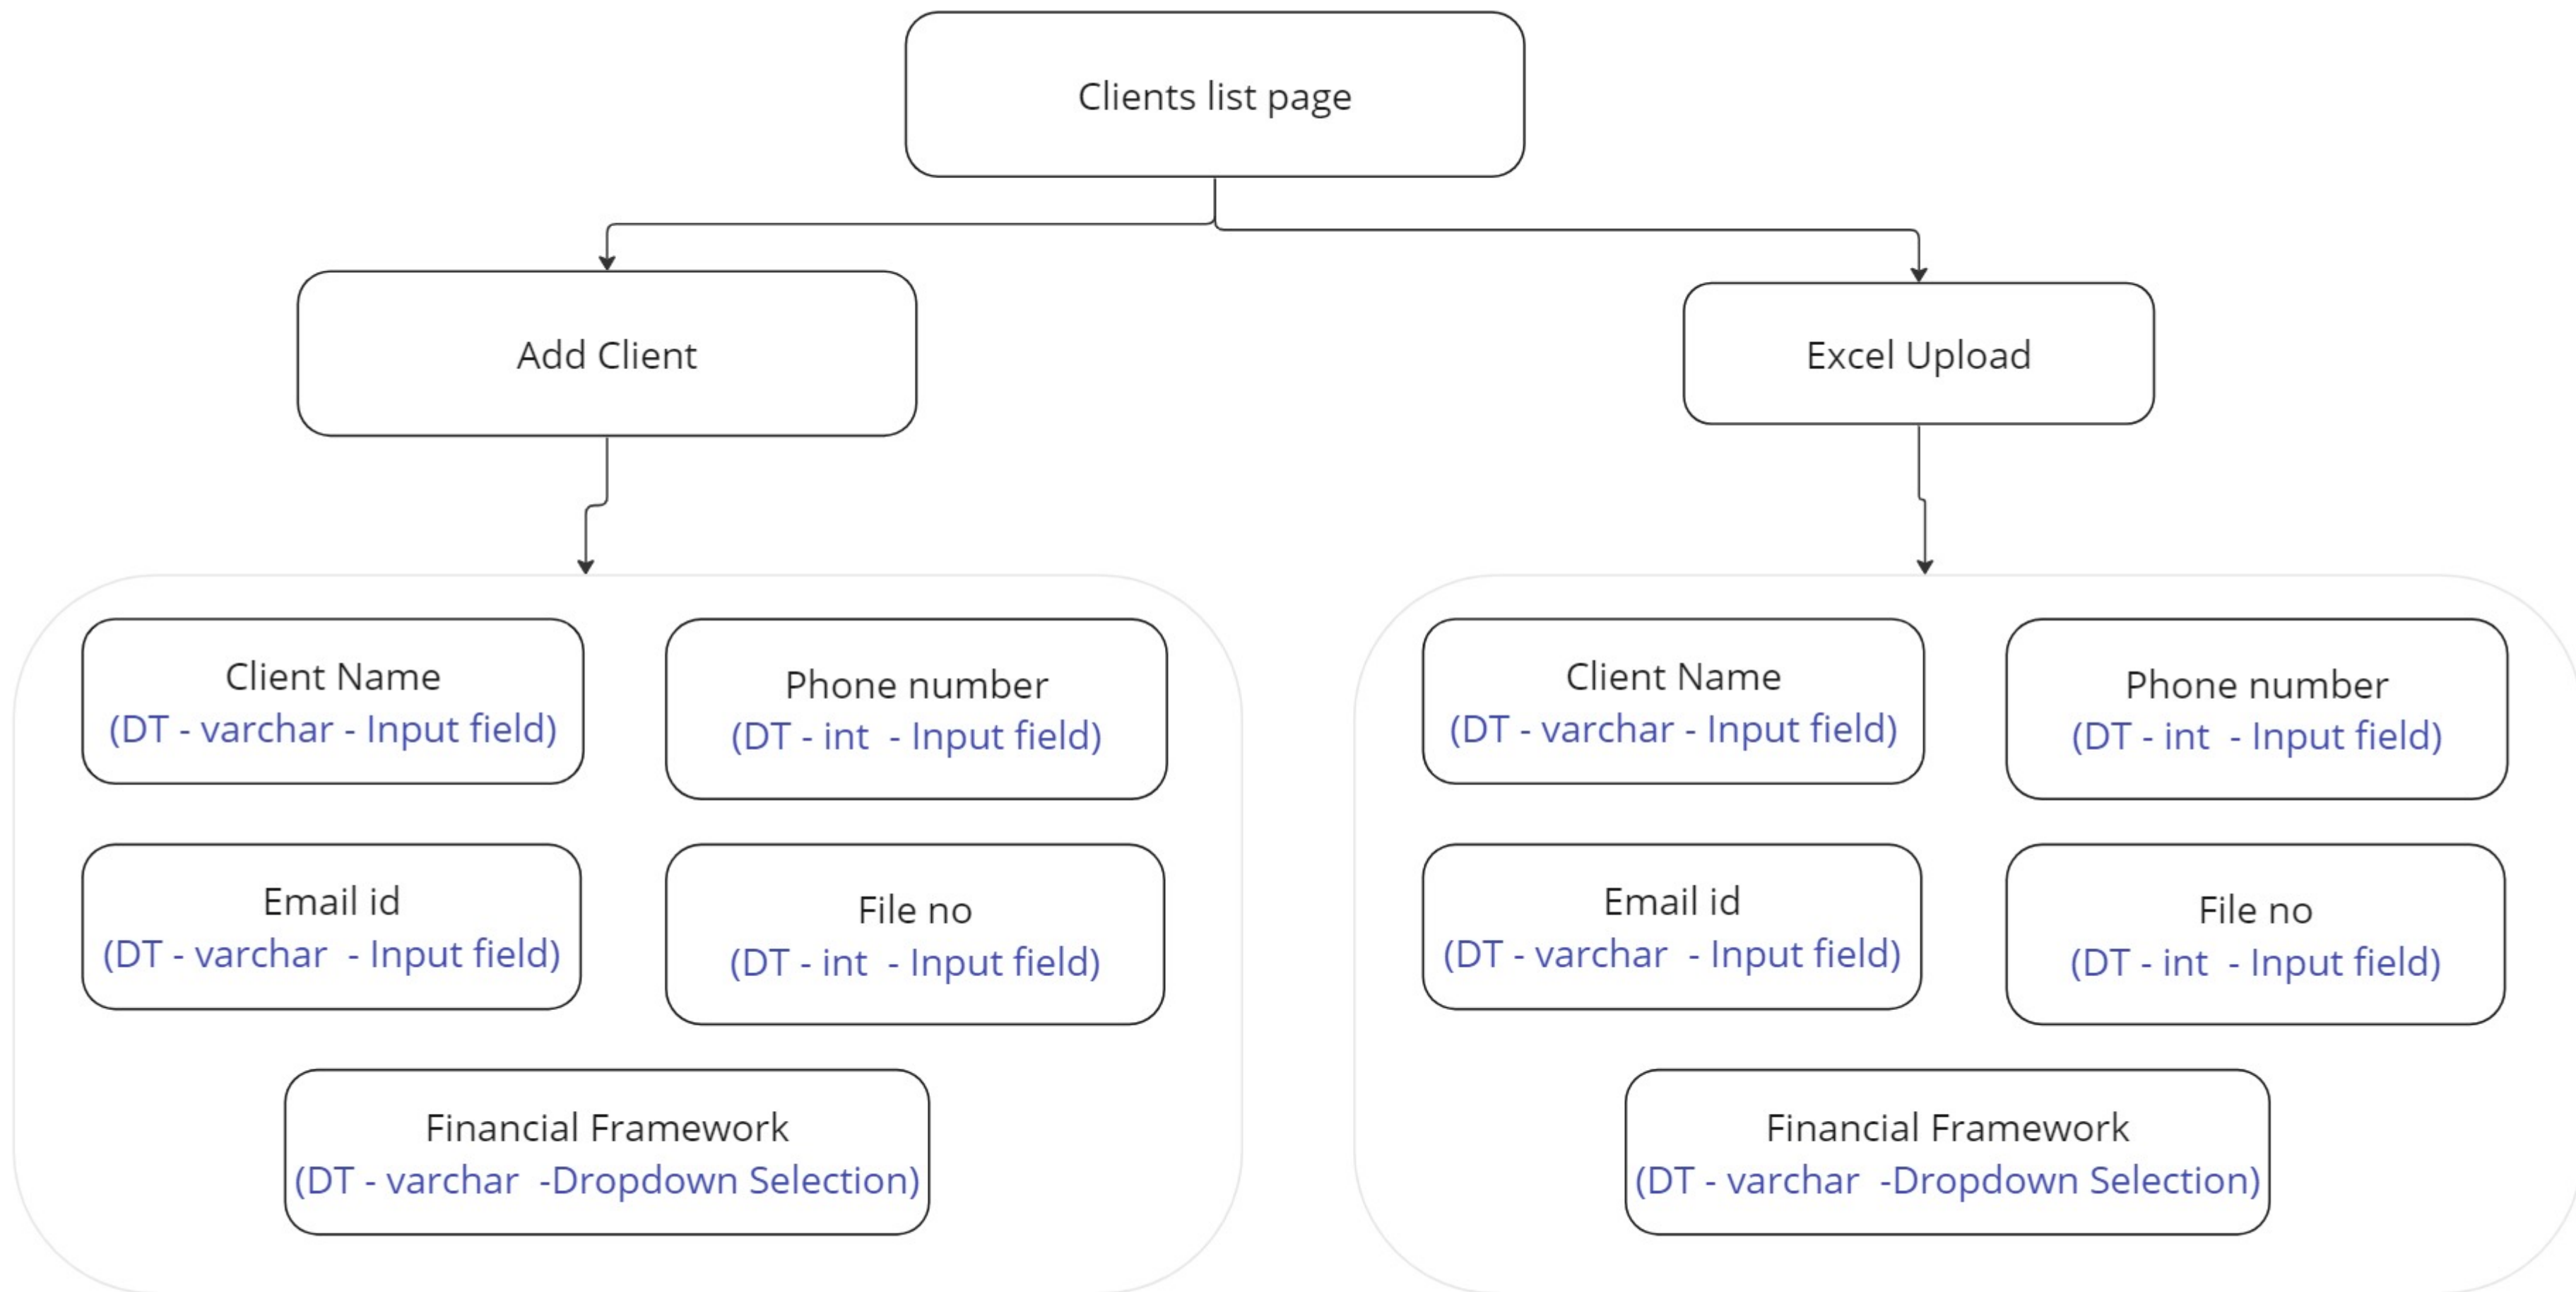 Clients list page
Add Client
Excel Upload
Client Name
(DT - varchar - Input field)
Phone number
(DT - int  - Input field)
Email id
(DT - varchar  - Input field)
File no
(DT - int  - Input field)
Financial Framework
(DT - varchar  -Dropdown Selection)
Client Name
(DT - varchar - Input field)
Phone number
(DT - int  - Input field)
Email id
(DT - varchar  - Input field)
File no
(DT - int  - Input field)
Financial Framework
(DT - varchar  -Dropdown Selection)